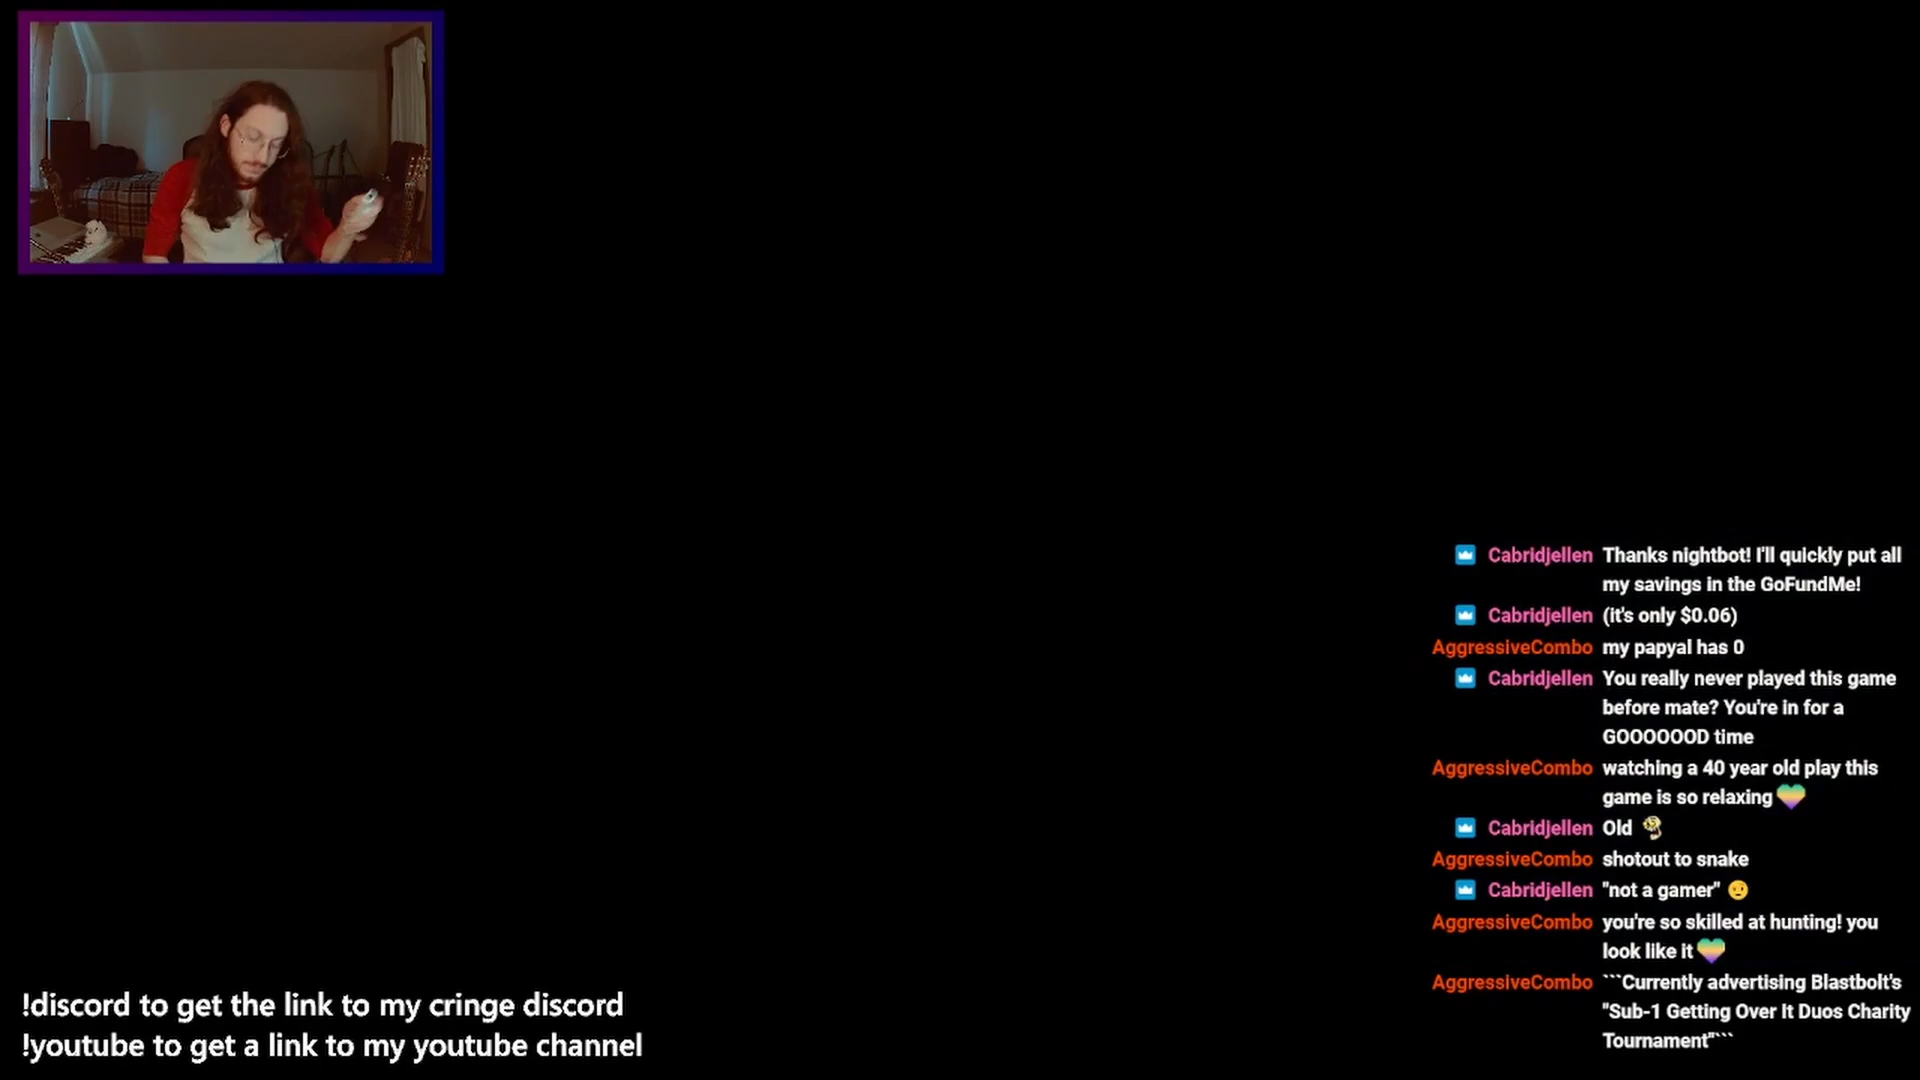 Cabridjellen Thanks nightbot! I'll quickly put all
my savings in the GoFundMe!
Cabridjellen (it's only $0.06)
AggressiveCombo my papyal has 0
Cabridjellen You really never played this game
before mate? You're in for a
GOOOOOOD time
AggressiveCombo watching a 40 year old play this
game is so relaxing
Cabridjellen Old
AggressiveCombo shotout to snake
Cabridjellen "not a gamer"
AggressiveCombo you're so skilled at hunting! you
look like it
AggressiveCombo ```Currently advertising Blastbolt's
"Sub-1 Getting Over It Duos Charity
Tournament"```
!discord to get the link to my cringe discord
!youtube to get a link to my youtube channel